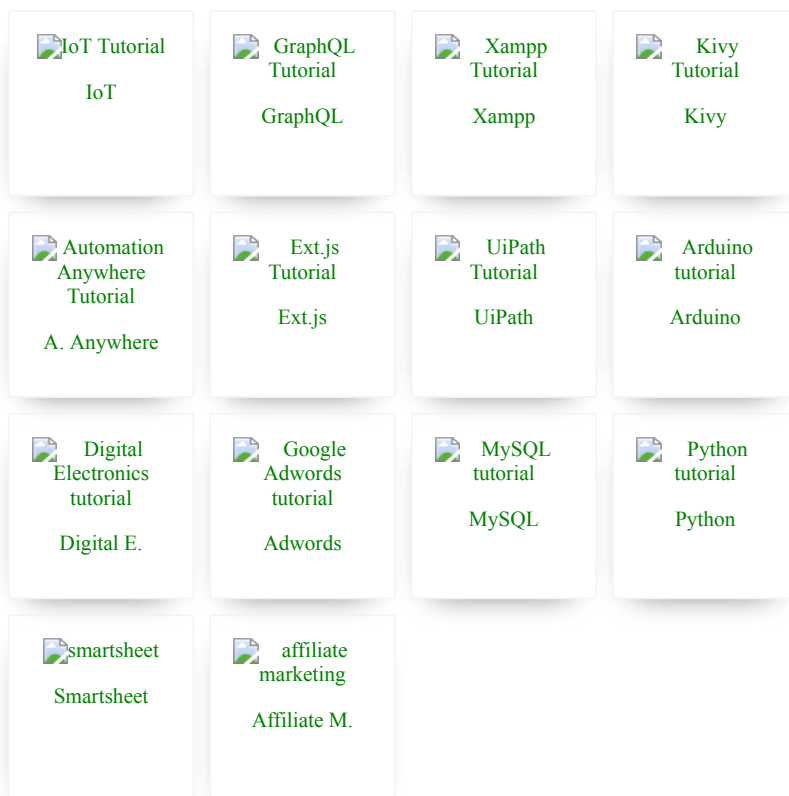 IoT Tutorial
IoT
GraphQL
Tutorial
GraphQL
Xampp
Tutorial
Xampp
Kivy
Tutorial
Kivy
Automation
Anywhere
Tutorial
A. Anywhere
Ext.js
Tutorial
Ext.js
UiPath
Tutorial
UiPath
Arduino
tutorial
Arduino
Digital
Electronics
tutorial
Digital E.
Google
Adwords
tutorial
Adwords
MySQL
tutorial
MySQL
Python
tutorial
Python
smartsheet
Smartsheet
affiliate
marketing
Affiliate M.